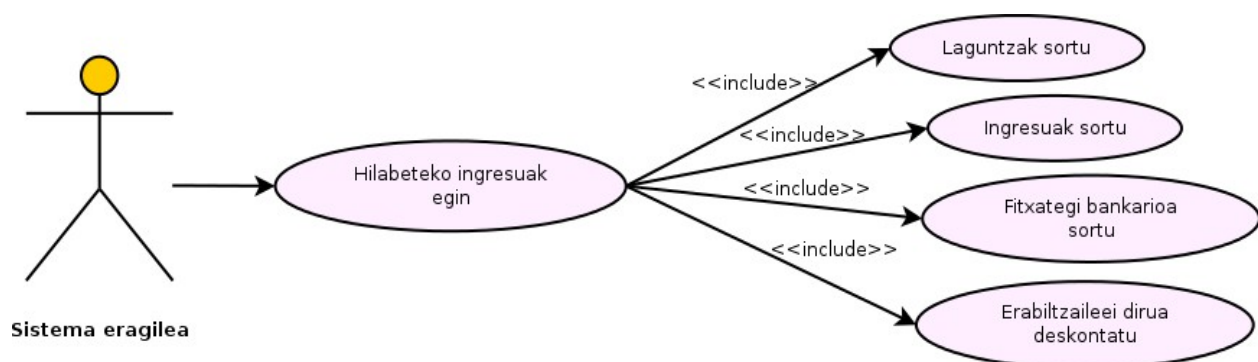 Laguntzak sortu
<<include>>
Ingresuak sortu
<<include>>
Hilabeteko ingresuak
egin
<<include>>
Fitxategi bankarioa
sortu
<<include>>
Erabiltzaileei dirua
deskontatu
Sistema eragilea